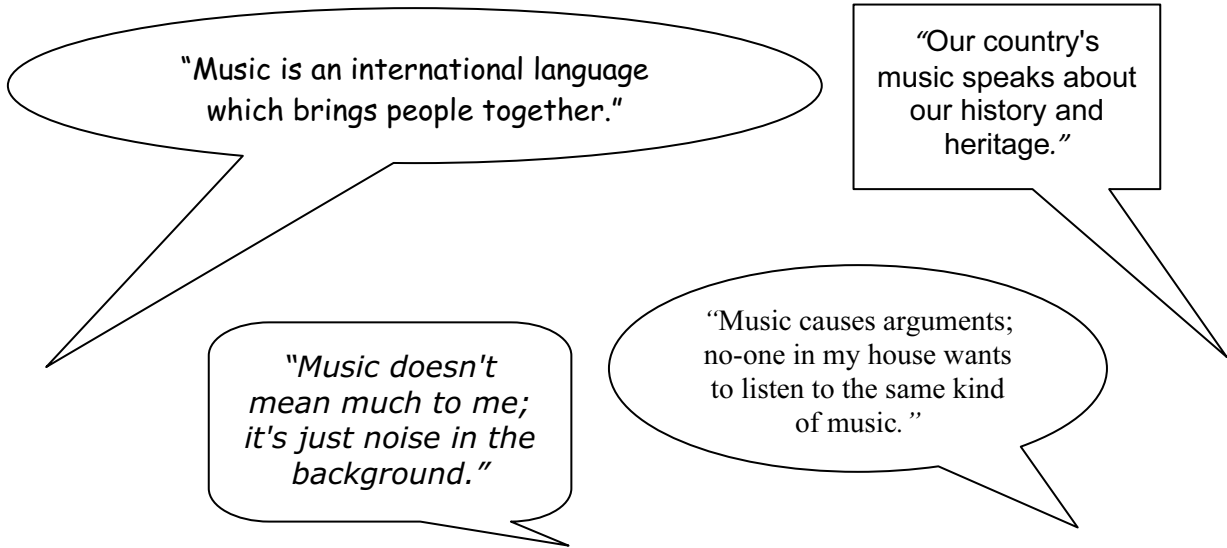 “Music is an international language
which brings people together.”
“Our country's
music speaks about
our history and
heritage.”
“Music causes arguments;
no-one in my house wants
to listen to the same kind
of music. ”
“Music doesn't
mean much to me;
it's just noise in the
background.”